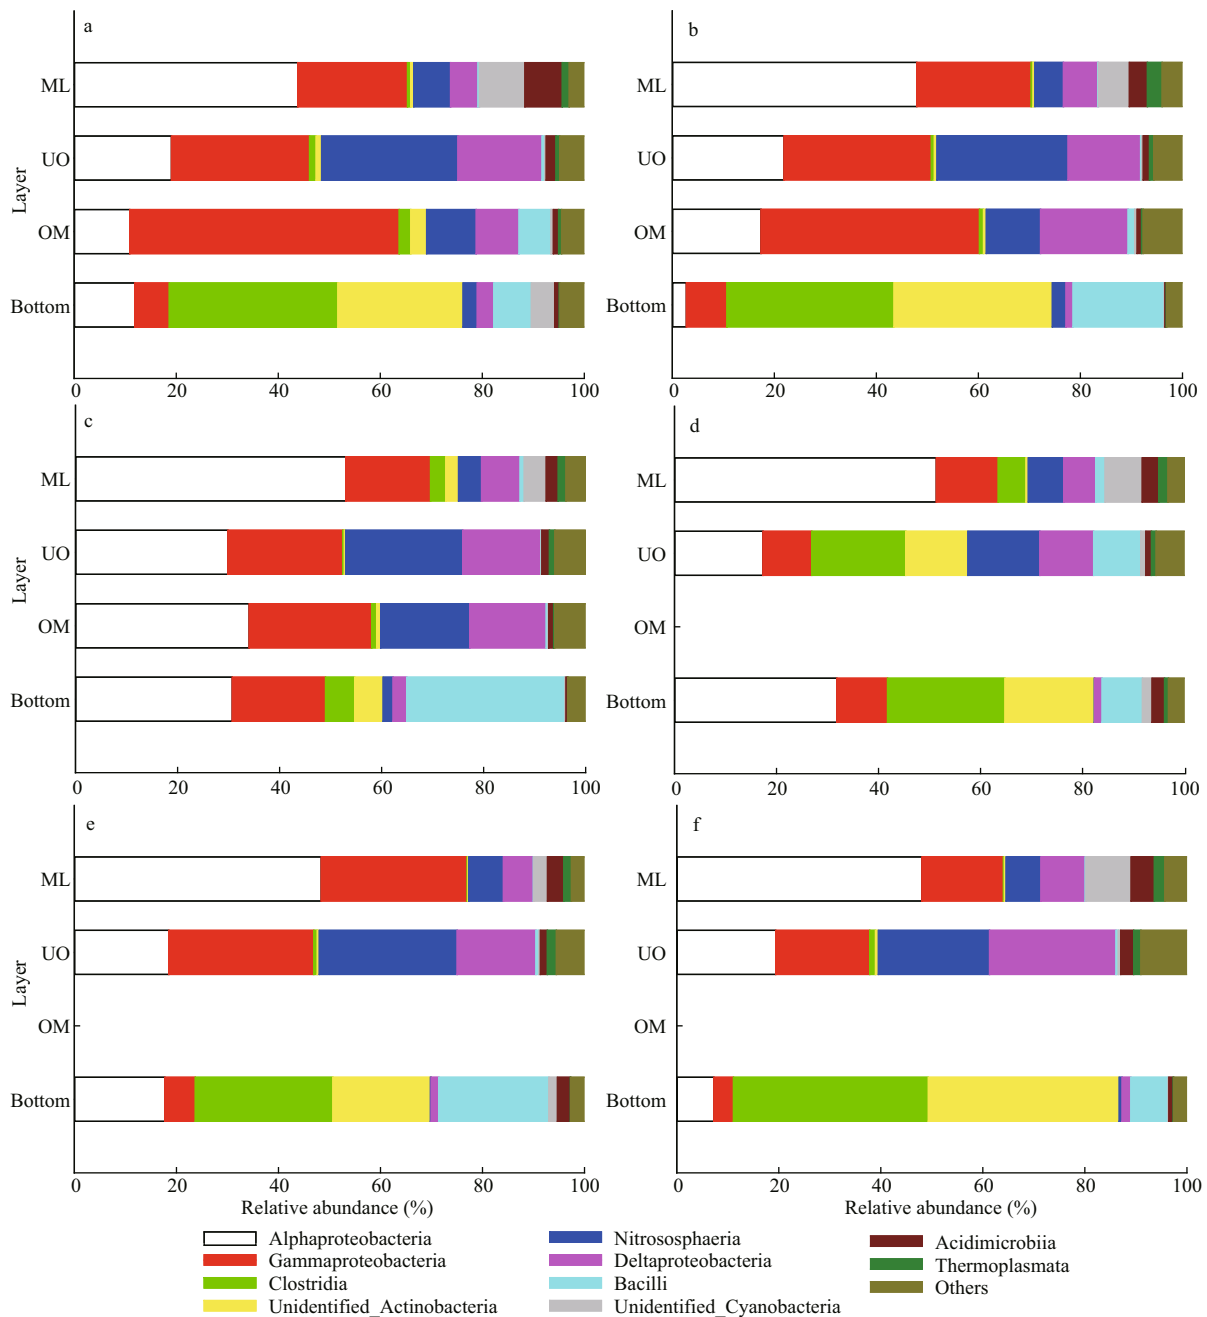 a
ML
UO
OM
Bottom
Layer
0 20 40 60 80 100
b
ML
UO
OM
Bottom
0 20 40 60 80 100
c
ML
UO
OM
Bottom
Layer
0 20 40 60 80 100
d
ML
UO
OM
Bottom
0 20 40 60 80 100
e
ML
UO
OM
Bottom
Layer
0 20 40 60 80 100
Relative abundance (%)
f
ML
UO
OM
Bottom
0 20 40 60 80 100
Relative abundance (%)
Alphaproteobacteria
Gammaproteobacteria
Clostridia
Unidentified_Actinobacteria
Nitrososphaeria
Deltaproteobacteria
Bacilli
Unidentified_Cyanobacteria
Acidimicrobiia
Thermoplasmata
Others